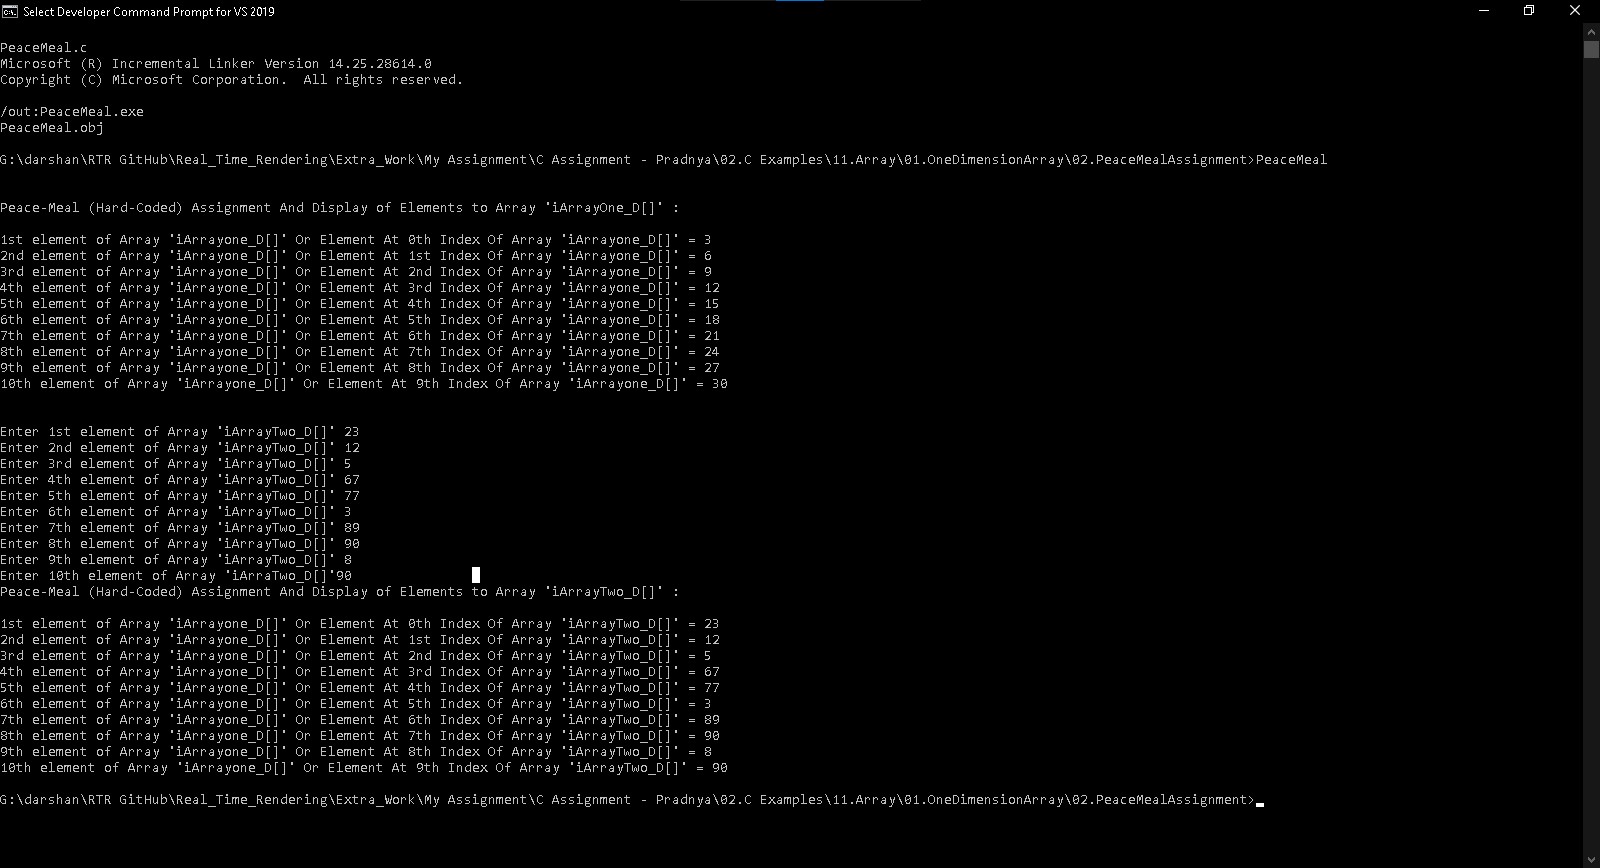 Select Developer Command Prompt for VS 2019
PeaceMeal.c
Microsoft (R) Incremental Linker Version 14.25.28614.0
Copyright (C) Microsoft Corporation.  All rights reserved.
/out:PeaceMeal.exe
PeaceMeal.obj
G:\darshan\RTR GitHub\Real_Time_Rendering\Extra_Work\My Assignment\C Assignment - Pradnya\02.C Examples\11.Array\01.OneDimensionArray\02.PeaceMealAssignment>PeaceMeal
Peace-Meal (Hard-Coded) Assignment And Display of Elements to Array 'iArrayOne_D[]' :
1st element of Array 'iArrayone_D[]' Or Element At 0th Index Of Array 'iArrayone_D[]' = 3
2nd element of Array 'iArrayone_D[]' Or Element At 1st Index Of Array 'iArrayone_D[]' = 6
3rd element of Array 'iArrayone_D[]' Or Element At 2nd Index Of Array 'iArrayone_D[]' = 9
4th element of Array 'iArrayone_D[]' Or Element At 3rd Index Of Array 'iArrayone_D[]' = 12
5th element of Array 'iArrayone_D[]' Or Element At 4th Index Of Array 'iArrayone_D[]' = 15
6th element of Array 'iArrayone_D[]' Or Element At 5th Index Of Array 'iArrayone_D[]' = 18
7th element of Array 'iArrayone_D[]' Or Element At 6th Index Of Array 'iArrayone_D[]' = 21
8th element of Array 'iArrayone_D[]' Or Element At 7th Index Of Array 'iArrayone_D[]' = 24
9th element of Array 'iArrayone_D[]' Or Element At 8th Index Of Array 'iArrayone_D[]' = 27
10th element of Array 'iArrayone_D[]' Or Element At 9th Index Of Array 'iArrayone_D[]' = 30
Enter 1st element of Array 'iArrayTwo_D[]' 23
Enter 2nd element of Array 'iArrayTwo_D[]' 12
Enter 3rd element of Array 'iArrayTwo_D[]' 5
Enter 4th element of Array 'iArrayTwo_D[]' 67
Enter 5th element of Array 'iArrayTwo_D[]' 77
Enter 6th element of Array 'iArrayTwo_D[]' 3
Enter 7th element of Array 'iArrayTwo_D[]' 89
Enter 8th element of Array 'iArrayTwo_D[]' 90
Enter 9th element of Array 'iArrayTwo_D[]' 8
Enter 10th element of Array 'iArraTwo_D[]'90
Peace-Meal (Hard-Coded) Assignment And Display of Elements to Array 'iArrayTwo_D[]' :
1st element of Array 'iArrayone_D[]' Or Element At 0th Index Of Array 'iArrayTwo_D[]' = 23
2nd element of Array 'iArrayone_D[]' Or Element At 1st Index Of Array 'iArrayTwo_D[]' = 12
3rd element of Array 'iArrayone_D[]' Or Element At 2nd Index Of Array 'iArrayTwo_D[]' = 5
4th element of Array 'iArrayone_D[]' Or Element At 3rd Index Of Array 'iArrayTwo_D[]' = 67
5th element of Array 'iArrayone_D[]' Or Element At 4th Index Of Array 'iArrayTwo_D[]' = 77
6th element of Array 'iArrayone_D[]' Or Element At 5th Index Of Array 'iArrayTwo_D[]' = 3
7th element of Array 'iArrayone_D[]' Or Element At 6th Index Of Array 'iArrayTwo_D[]' = 89
8th element of Array 'iArrayone_D[]' Or Element At 7th Index Of Array 'iArrayTwo_D[]' = 90
9th element of Array 'iArrayone_D[]' Or Element At 8th Index Of Array 'iArrayTwo_D[]' = 8
10th element of Array 'iArrayone_D[]' Or Element At 9th Index Of Array 'iArrayTwo_D[]' = 90
G:\darshan\RTR GitHub\Real_Time_Rendering\Extra_Work\My Assignment\C Assignment - Pradnya\02.C Examples\11.Array\01.OneDimensionArray\02.PeaceMealAssignment>